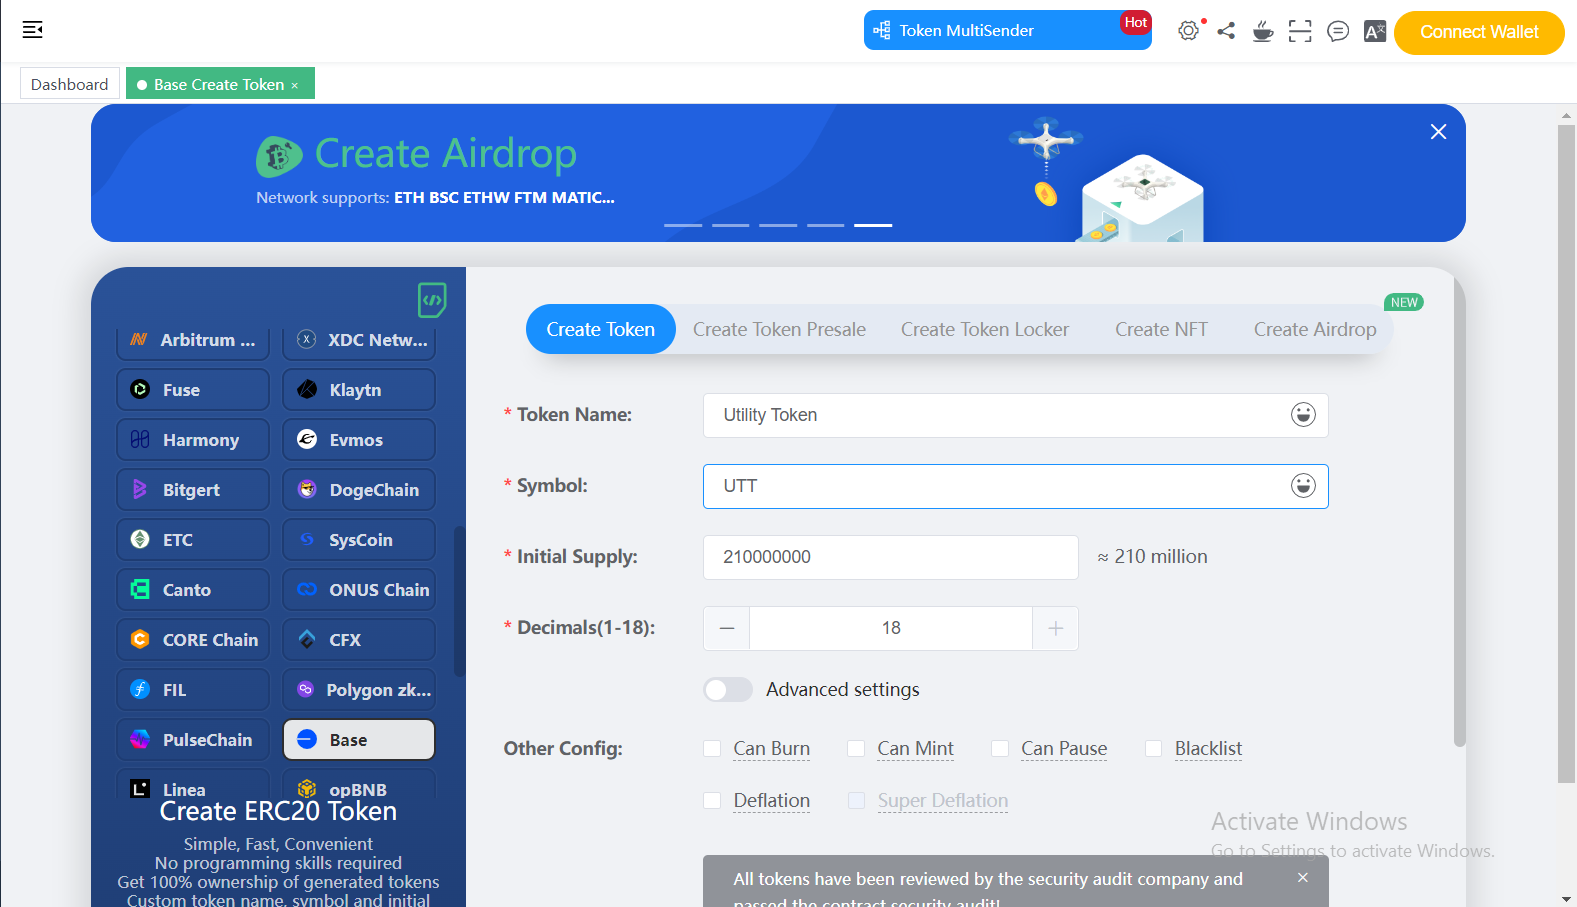 Token MultiSender
Hot
Connect Wallet
Dashboard
Base Create Token ×
Create Airdrop
Network supports: ETH BSC ETHW FTM MATIC...
NEW
Create Token
Create Token Presale
Create Token Locker
Create NFT
Create Airdrop
Arbitrum ...
XDC Netw...
Fuse
Klaytn
Harmony
Evmos
Bitgert
DogeChain
ETC
SysCoin
Canto
ONUS Chain
CORE Chain
CFX
FIL
Polygon zk...
PulseChain
Base
Linea
opBNB
Create ERC20 Token
Simple, Fast, Convenient
No programming skills required
Get 100% ownership of generated tokens
Custom token name, symbol and initial
* Token Name:
Utility Token
* Symbol:
UTT
* Initial Supply:
210000000
≈ 210 million
* Decimals(1-18):
18
Advanced settings
Other Config:
Can Burn
Can Mint
Can Pause
Blacklist
Deflation
Super Deflation
Activate Windows
Go to Settings to activate Windows.
All tokens have been reviewed by the security audit company and
passed the contract security audit!